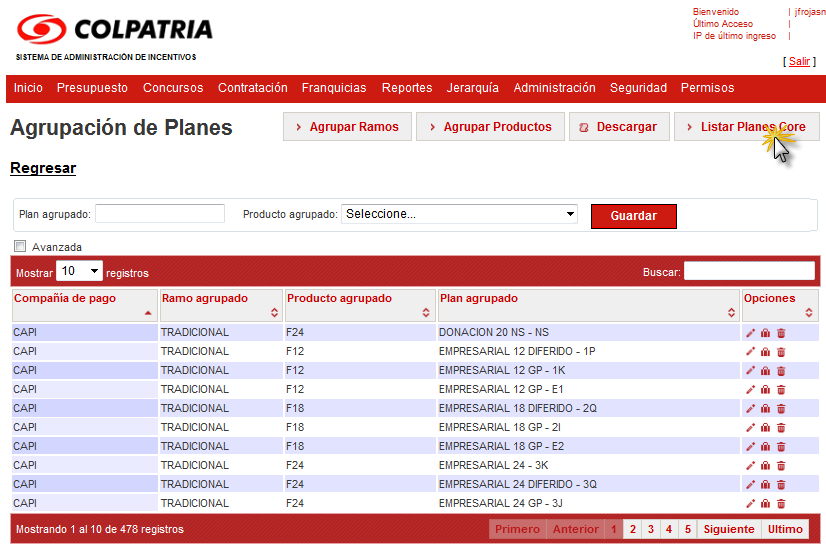 COLPATRIA
SISTEMA DE ADMINISTRACIÓN DE INCENTIVOS
Bienvenido | jfrojasn
Último Acceso |
IP de último ingreso |
[ Salir ]
Inicio Presupuesto Concursos Contratación Franquicias Reportes Jerarquía Administración Seguridad Permisos
Agrupación de Planes
Agrupar Ramos Agrupar Productos Descargar Listar Planes Core
Regresar
Plan agrupado: Producto agrupado: Seleccione... Guardar
Avanzada
Mostrar 10 registros Buscar:
Compañia de pago Ramo agrupado Producto agrupado Plan agrupado Opciones
CAPI TRADICIONAL F24 DONACION 20 NS - NS
CAPI TRADICIONAL F12 EMPRESARIAL 12 DIFERIDO - 1P
CAPI TRADICIONAL F12 EMPRESARIAL 12 GP - 1K
CAPI TRADICIONAL F12 EMPRESARIAL 12 GP - E1
CAPI TRADICIONAL F18 EMPRESARIAL 18 DIFERIDO - 2Q
CAPI TRADICIONAL F18 EMPRESARIAL 18 GP - 2I
CAPI TRADICIONAL F18 EMPRESARIAL 18 GP - E2
CAPI TRADICIONAL F24 EMPRESARIAL 24 - 3K
CAPI TRADICIONAL F24 EMPRESARIAL 24 DIFERIDO - 3Q
CAPI TRADICIONAL F24 EMPRESARIAL 24 GP - 3J
Mostrando 1 al 10 de 478 registros Primero Anterior 1 2 3 4 5 Siguiente Ultimo